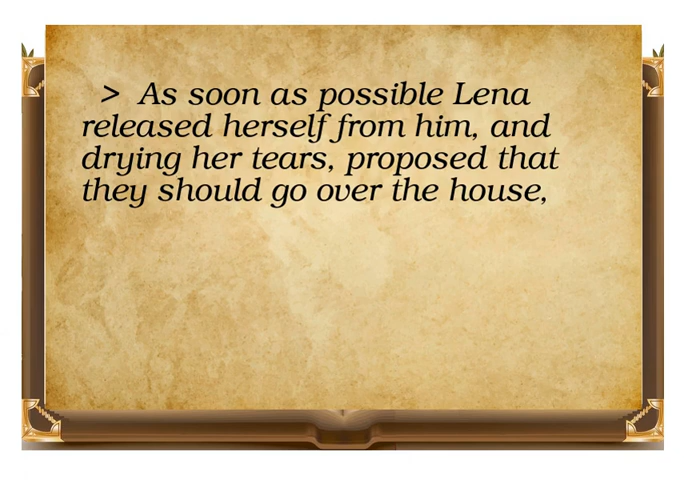 > As soon as possible Lena
released herself from him, and
drying her tears, proposed that
they should go over the house,